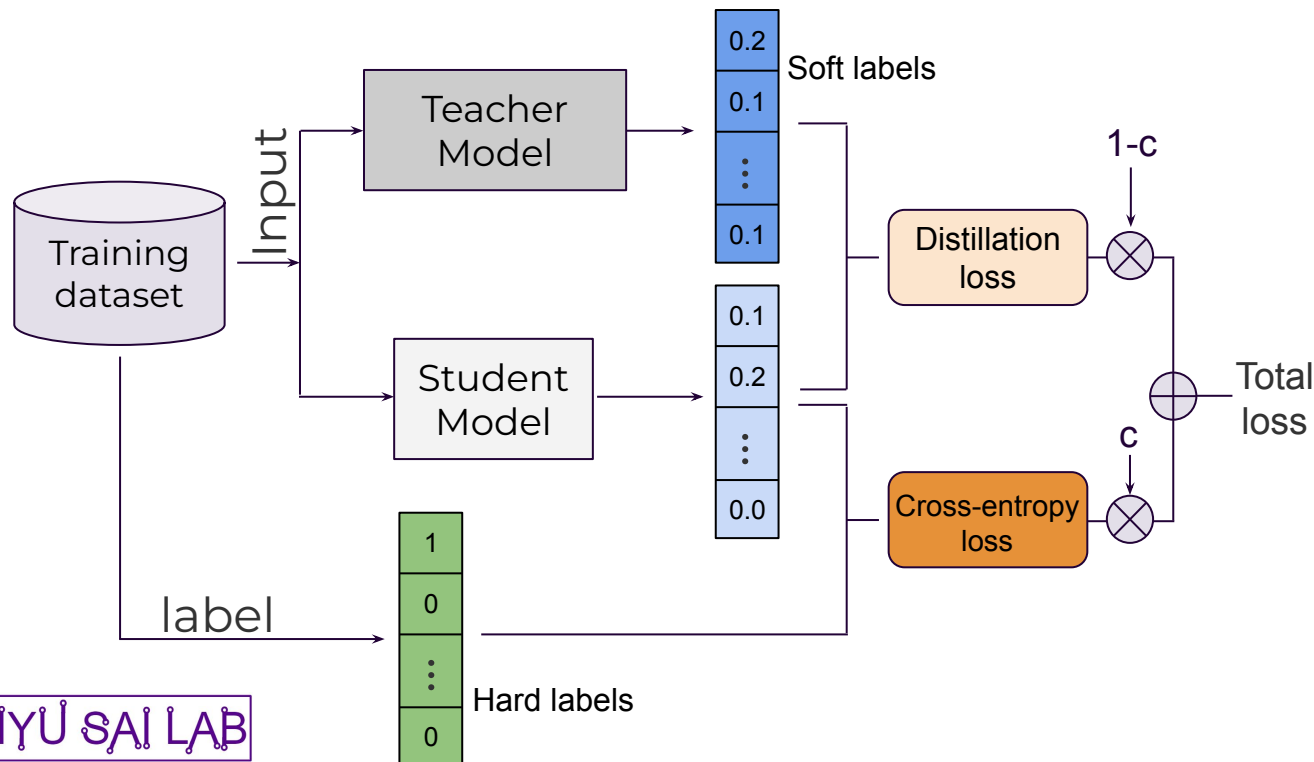 Training
dataset
Input
Teacher
Model
0.2
0.1
⋮
0.1
Soft labels
Student
Model
0.1
0.2
⋮
0.0
label
1
0
⋮
0
Hard labels
Distillation
loss
1-c
Cross-entropy
loss
c
Total
loss
YU SAI LAB